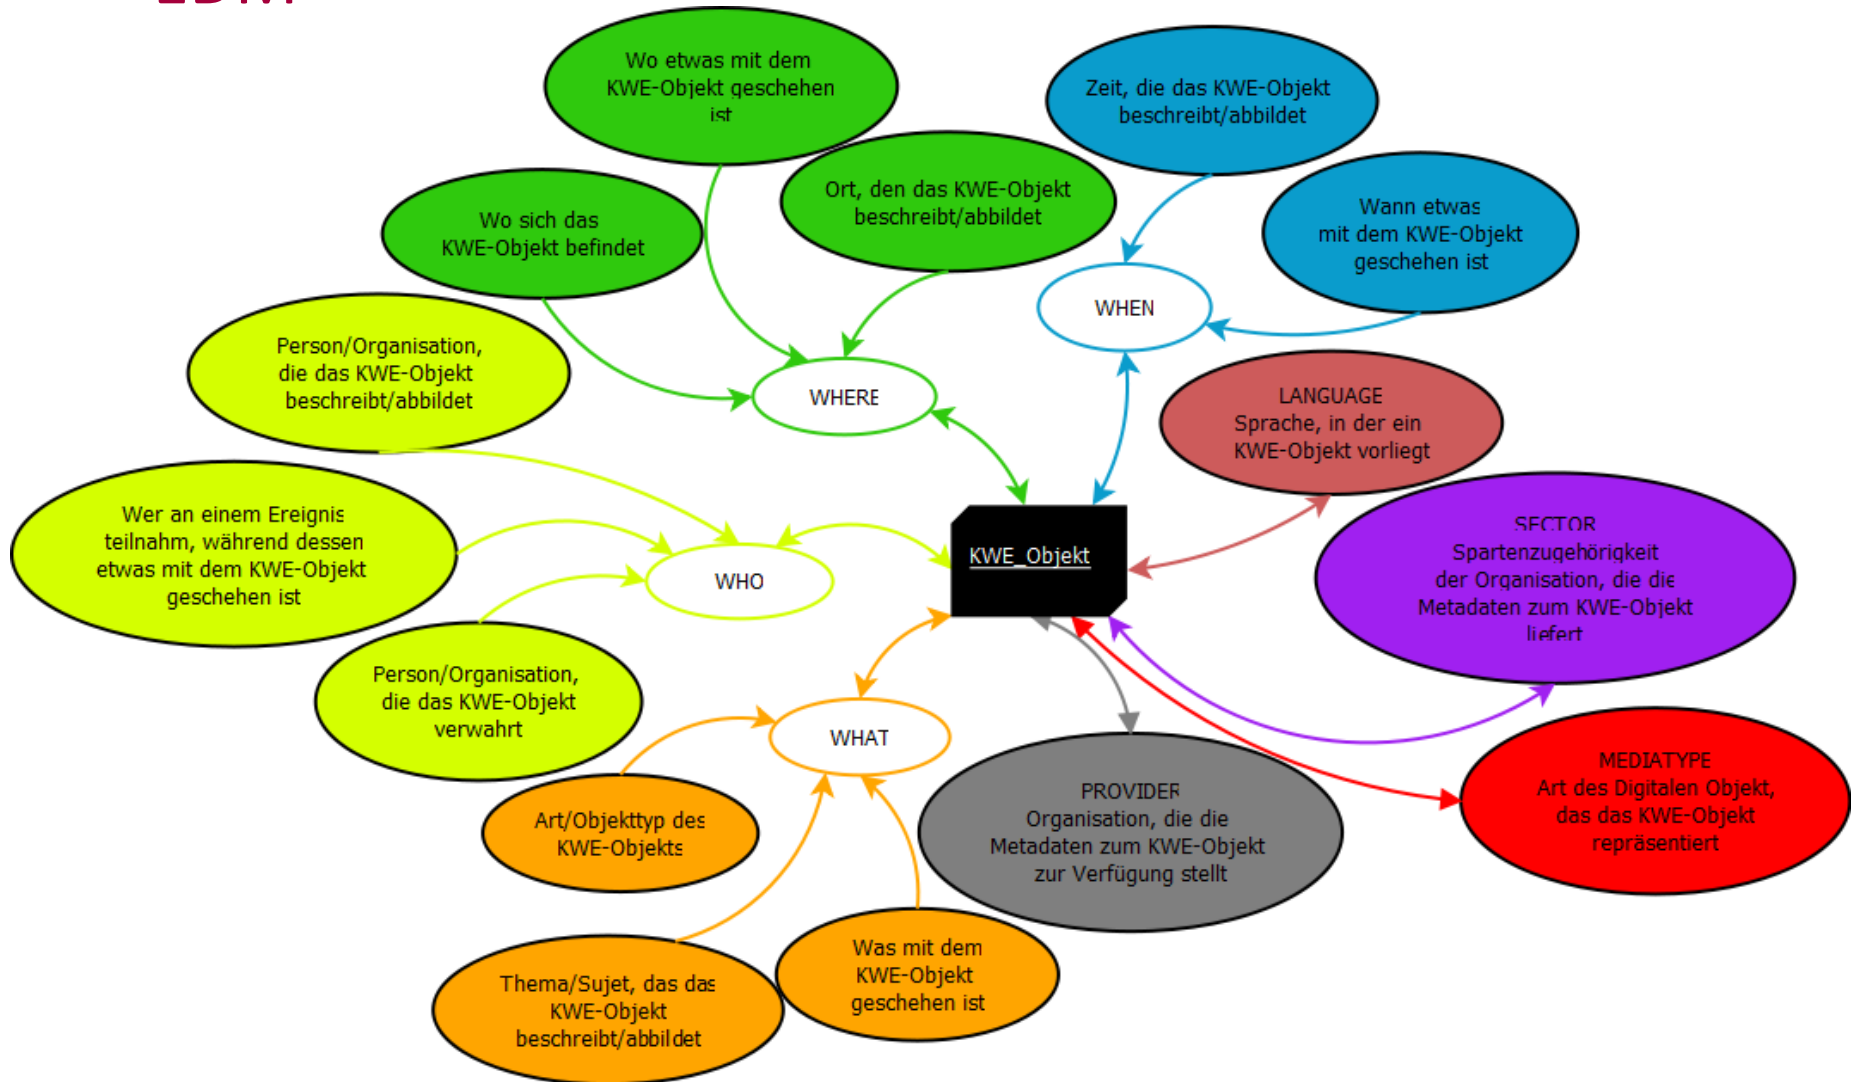 Wo etwas mit dem
KWE-Objekt geschehen
ist
Zeit, die das KWE-Objekt
beschreibt/abbildet
Ort, den das KWE-Objekt
beschreibt/abbildet
Wo sich das
KWE-Objekt befindet
Wann etwas
mit dem KWE-Objekt
geschehen ist
WHEN
Person/Organisation,
die das KWE-Objekt
beschreibt/abbildet
WHERE
LANGUAGE
Sprache, in der ein
KWE-Objekt vorliegt
Wer an einem Ereignis
teilnahm, während dessen
etwas mit dem KWE-Objekt
geschehen ist
WHO
KWE_Objekt
SECTOR
Spartenzugehörigkeit
der Organisation, die die
Metadaten zum KWE-Objekt
liefert
Person/Organisation,
die das KWE-Objekt
verwahrt
WHAT
Art/Objekttyp des
KWE-Objekts
PROVIDER
Organisation, die die
Metadaten zum KWE-Objekt
zur Verfügung stellt
MEDIATYPE
Art des Digitalen Objekt,
das das KWE-Objekt
repräsentiert
Thema/Sujet, das das
KWE-Objekt
beschreibt/abbildet
Was mit dem
KWE-Objekt
geschehen ist